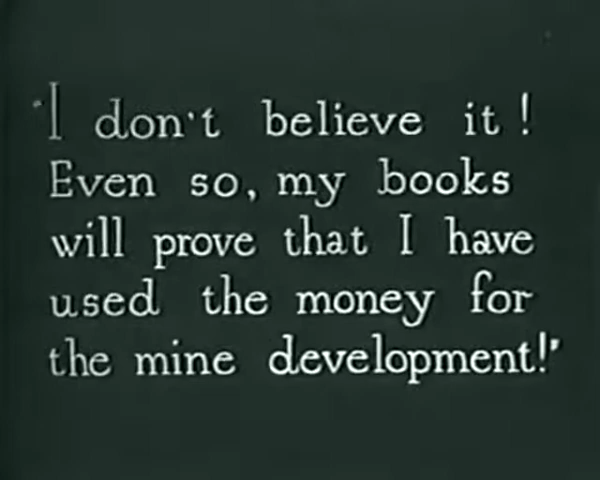 "I don't believe it!
Even so, my books
will prove that I have
used the money for
the mine development!"